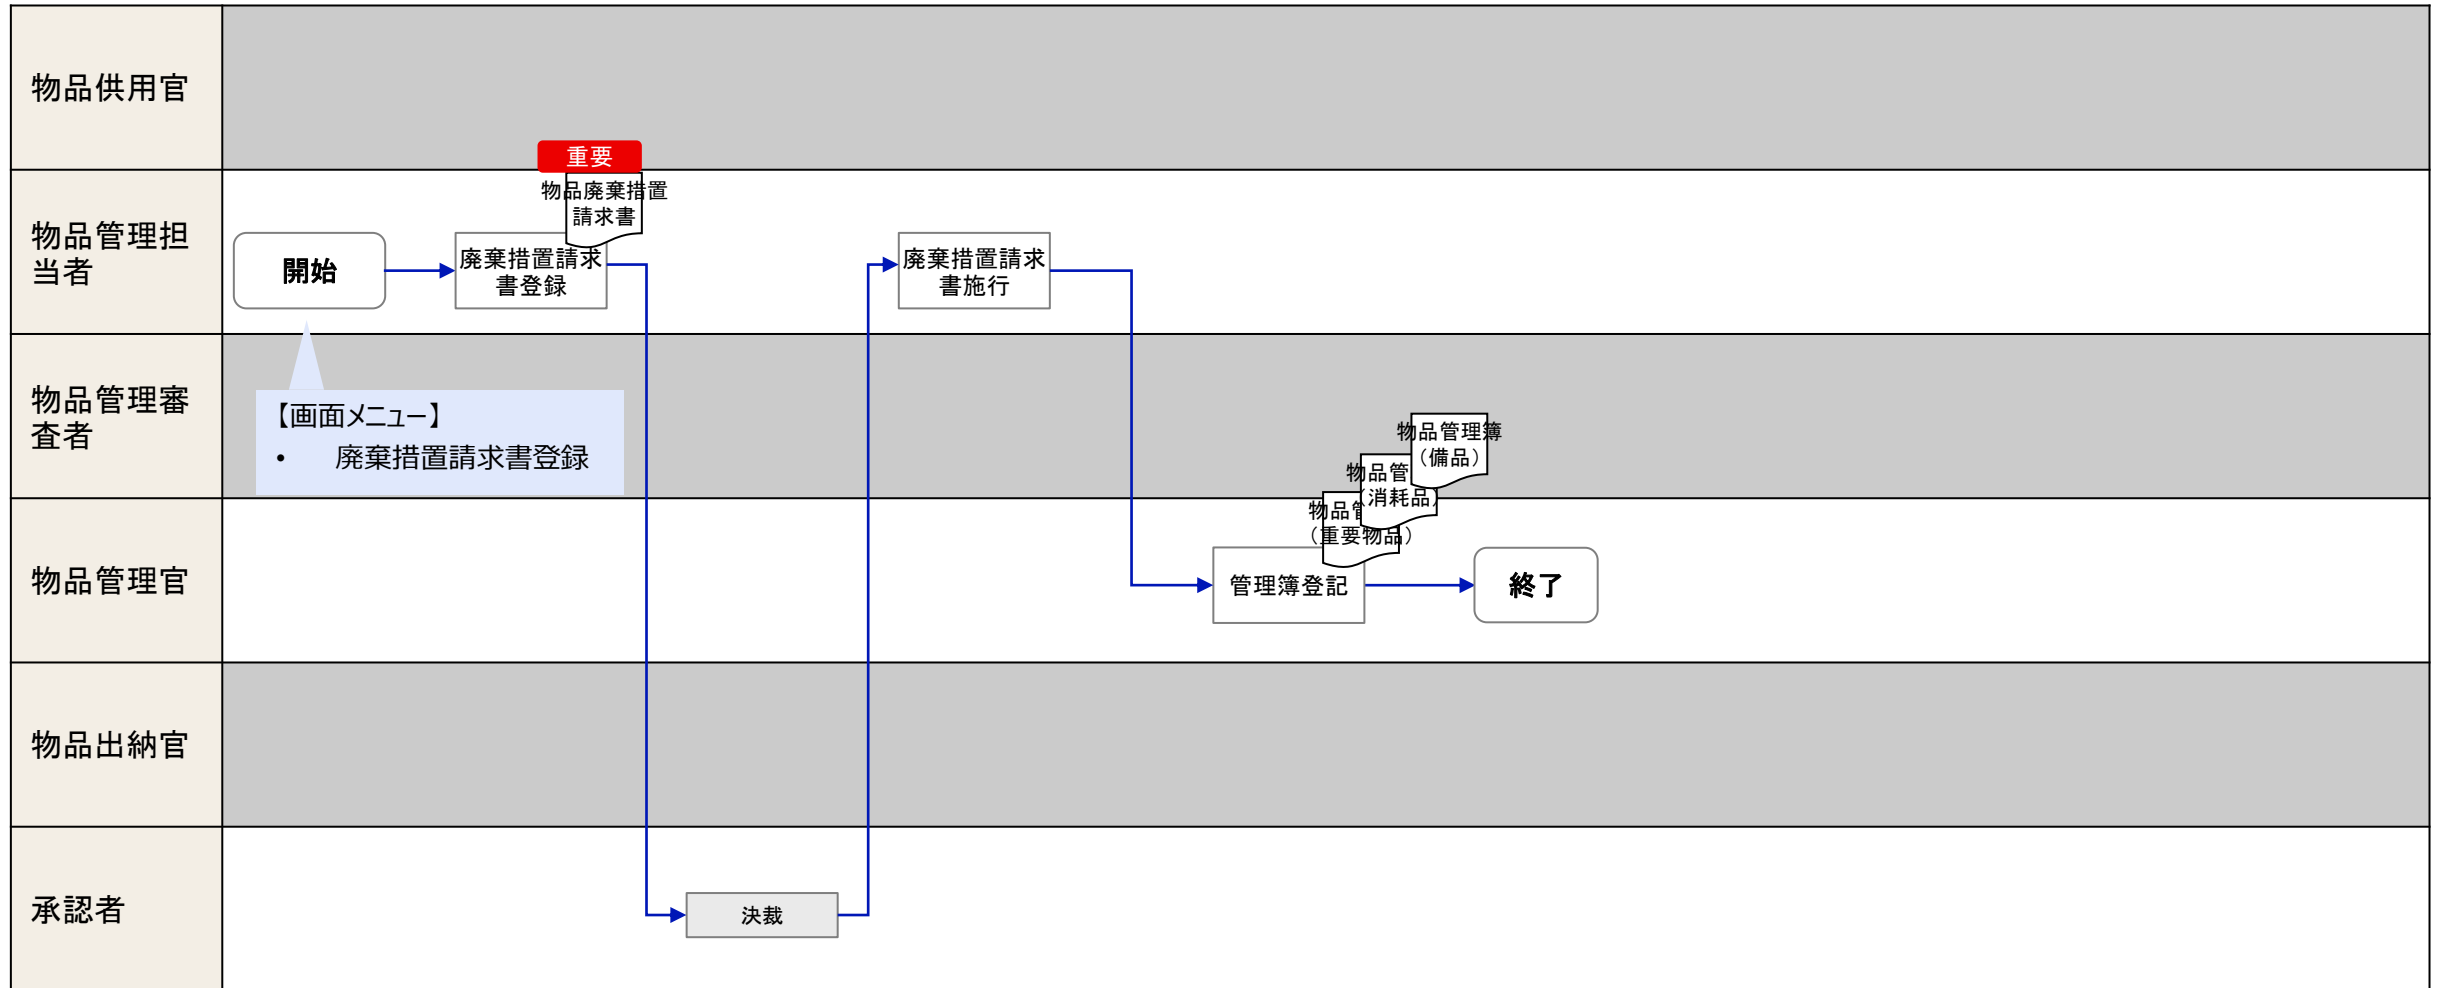 物品供用官
重要
物品管理担
当者
開始
物品廃棄措置
請求書
廃棄措置請求
書登録
廃棄措置請求
書施行
物品管理審
査者
【画面メニュー】
• 廃棄措置請求書登録
物品管理簿
（備品）
物品管
（消耗品）
物品管
（重要物品）
物品管理官
管理簿登記
終了
物品出納官
承認者
決裁